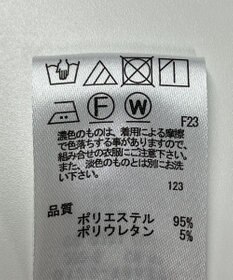 F W F23
濃色のものは、着用による摩擦
で色落ちする事がありますので、
組み合せの衣服にご注意下さい。
また、淡色のものとは別にお洗
い下さい。
123
品質
ポリエステル 95%
ポリウレタン 5%